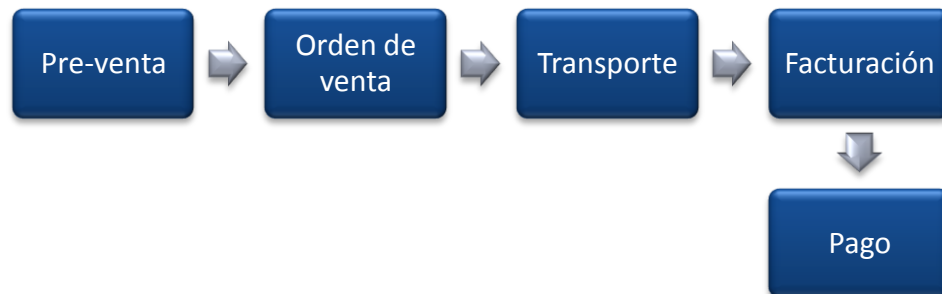 Pre-venta
Orden de
venta
Transporte
Facturación
Pago